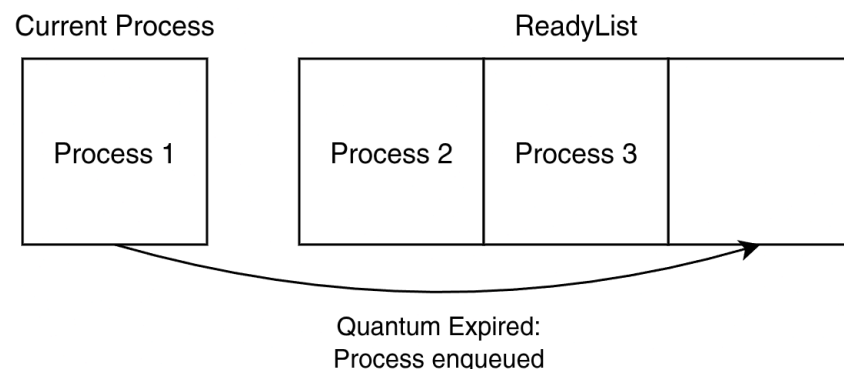 Current Process
ReadyList
Process 1
Process 2
Process 3
Quantum Expired:
Process enqueued